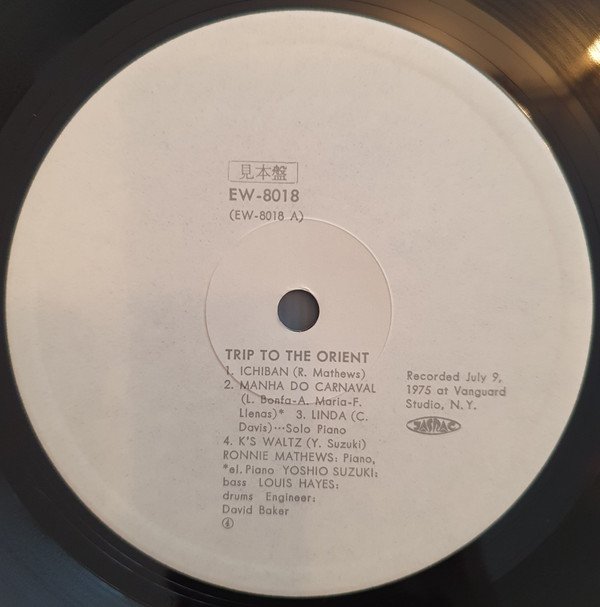 見本盤
EW-8018
(EW-8018 A)
TRIP TO THE ORIENT
1. ICHIBAN (R. Mathews)
2. MANHA DO CARNAVAL
(L. Bonfa-A. Maria-F.
Llenas)* 3. LINDA (C.
Davis)…Solo Piano
4. K'S WALTZ (Y. Suzuki)
RONNIE MATHEWS: Piano,
*el. Piano YOSHIO SUZUKI:
bass LOUIS HAYES:
drums Engineer:
David Baker
④
Recorded July 9,
1975 at Vanguard
Studio, N.Y.
JASRAC